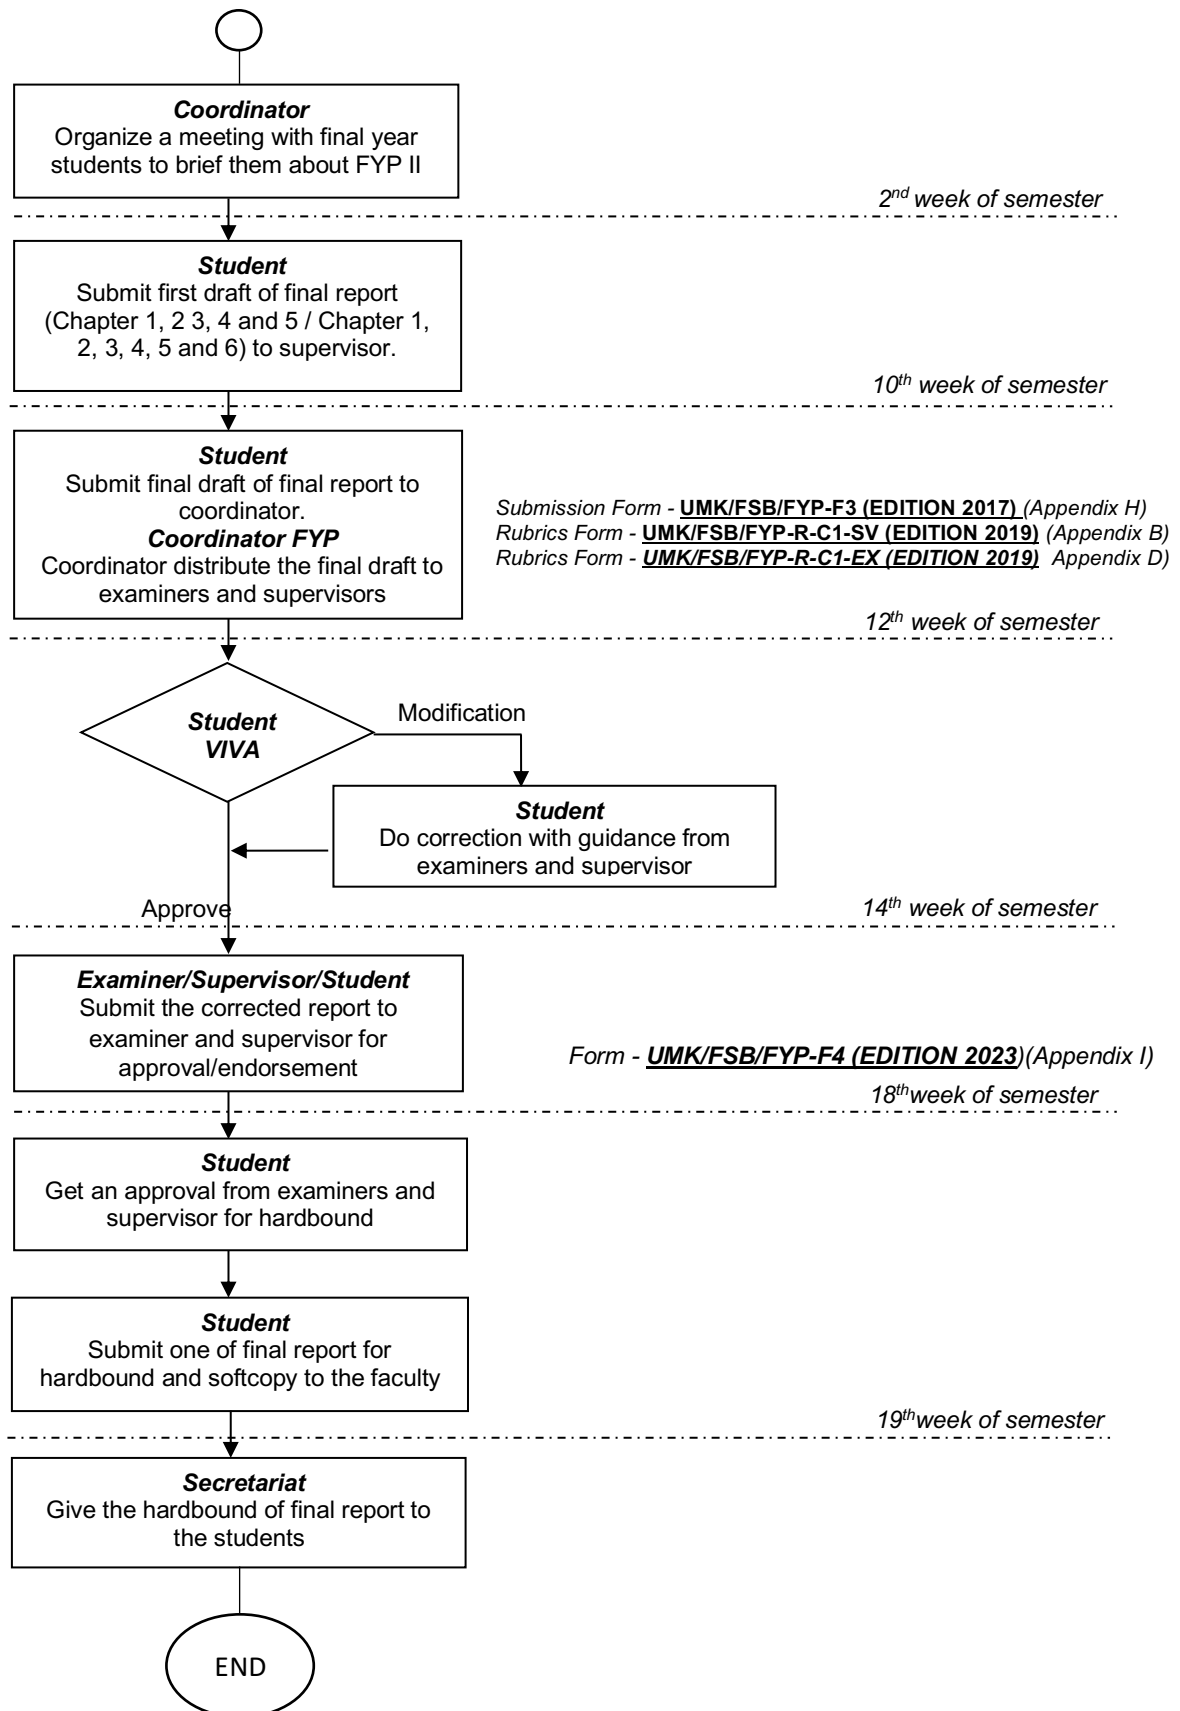 Coordinator
Organize a meeting with final year
students to brief them about FYP II
2nd week of semester
Student
Submit first draft of final report
(Chapter 1, 2 3, 4 and 5 / Chapter 1,
2, 3, 4, 5 and 6) to supervisor.
10th week of semester
Student
Submit final draft of final report to
coordinator.
Coordinator FYP
Coordinator distribute the final draft to
examiners and supervisors
Submission Form - UMK/FSB/FYP-F3 (EDITION 2017) (Appendix H)
Rubrics Form - UMK/FSB/FYP-R-C1-SV (EDITION 2019) (Appendix B)
Rubrics Form - UMK/FSB/FYP-R-C1-EX (EDITION 2019) Appendix D)
12th week of semester
Student
VIVA
Modification
Student
Do correction with guidance from
examiners and supervisor
Approve
14th week of semester
Examiner/Supervisor/Student
Submit the corrected report to
examiner and supervisor for
approval/endorsement
Form - UMK/FSB/FYP-F4 (EDITION 2023)(Appendix I)
18thweek of semester
Student
Get an approval from examiners and
supervisor for hardbound
Student
Submit one of final report for
hardbound and softcopy to the faculty
19thweek of semester
Secretariat
Give the hardbound of final report to
the students
END